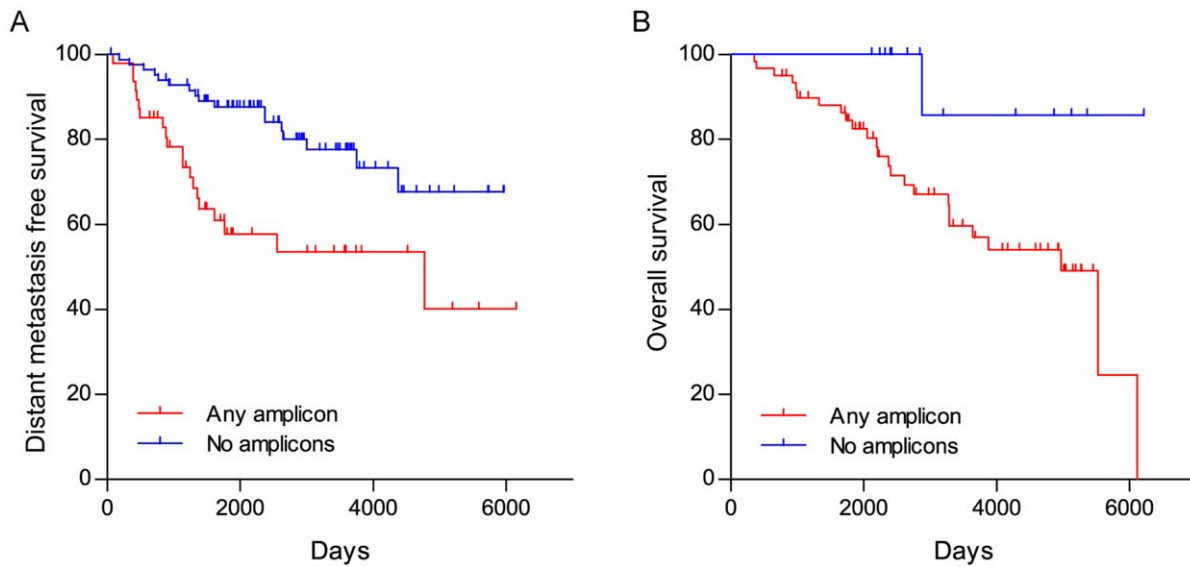 A
Distant metastasis free survival
100
80
60
40
20
0
Any amplicon
No amplicons
0 2000 4000 6000
Days
B
Overall survival
100
80
60
40
20
0
Any amplicon
No amplicons
0 2000 4000 6000
Days